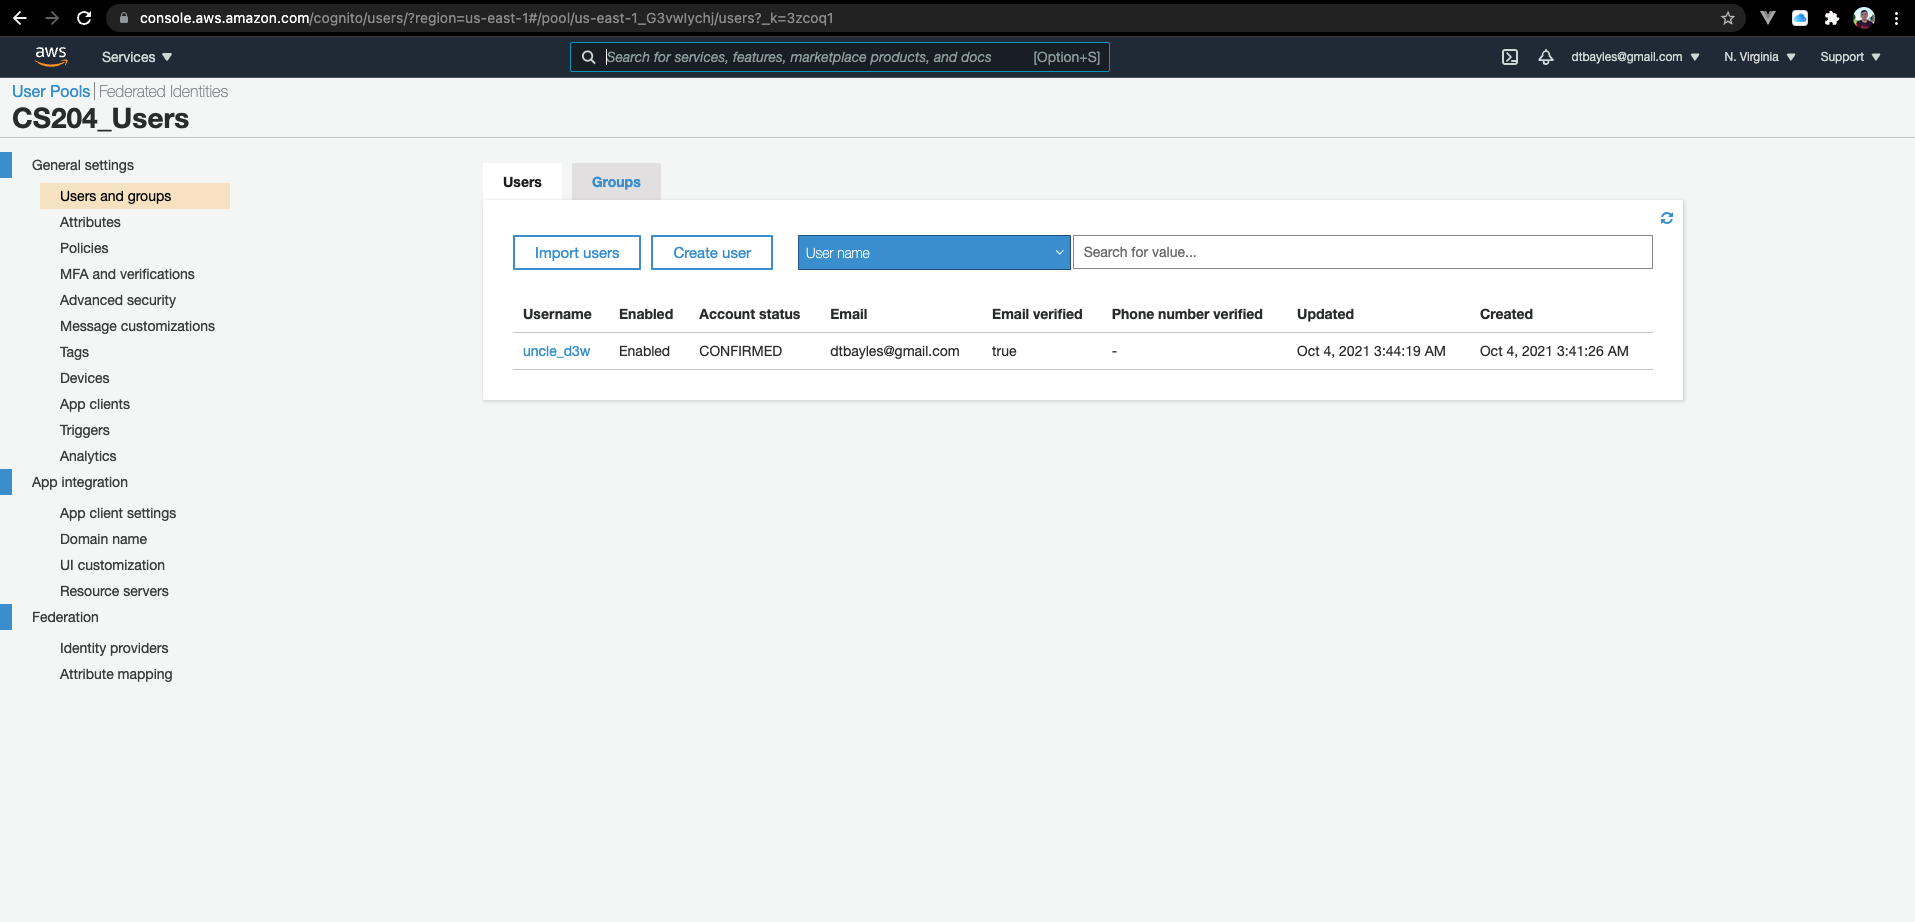 console.aws.amazon.com/cognito/users/?region=us-east-1#/pool/us-east-1_G3vwlychj/users?_k=3zcoq1
aws Services Search for services, features, marketplace products, and docs [Option+S] dtbayles@gmail.com N. Virginia Support
User Pools | Federated Identities
CS204_Users
General settings
Users and groups
Attributes
Policies
MFA and verifications
Advanced security
Message customizations
Tags
Devices
App clients
Triggers
Analytics
App integration
App client settings
Domain name
UI customization
Resource servers
Federation
Identity providers
Attribute mapping
Users Groups
Import users Create user User name Search for value...
Username Enabled Account status Email Email verified Phone number verified Updated Created
uncle_d3w Enabled CONFIRMED dtbayles@gmail.com true - Oct 4, 2021 3:44:19 AM Oct 4, 2021 3:41:26 AM